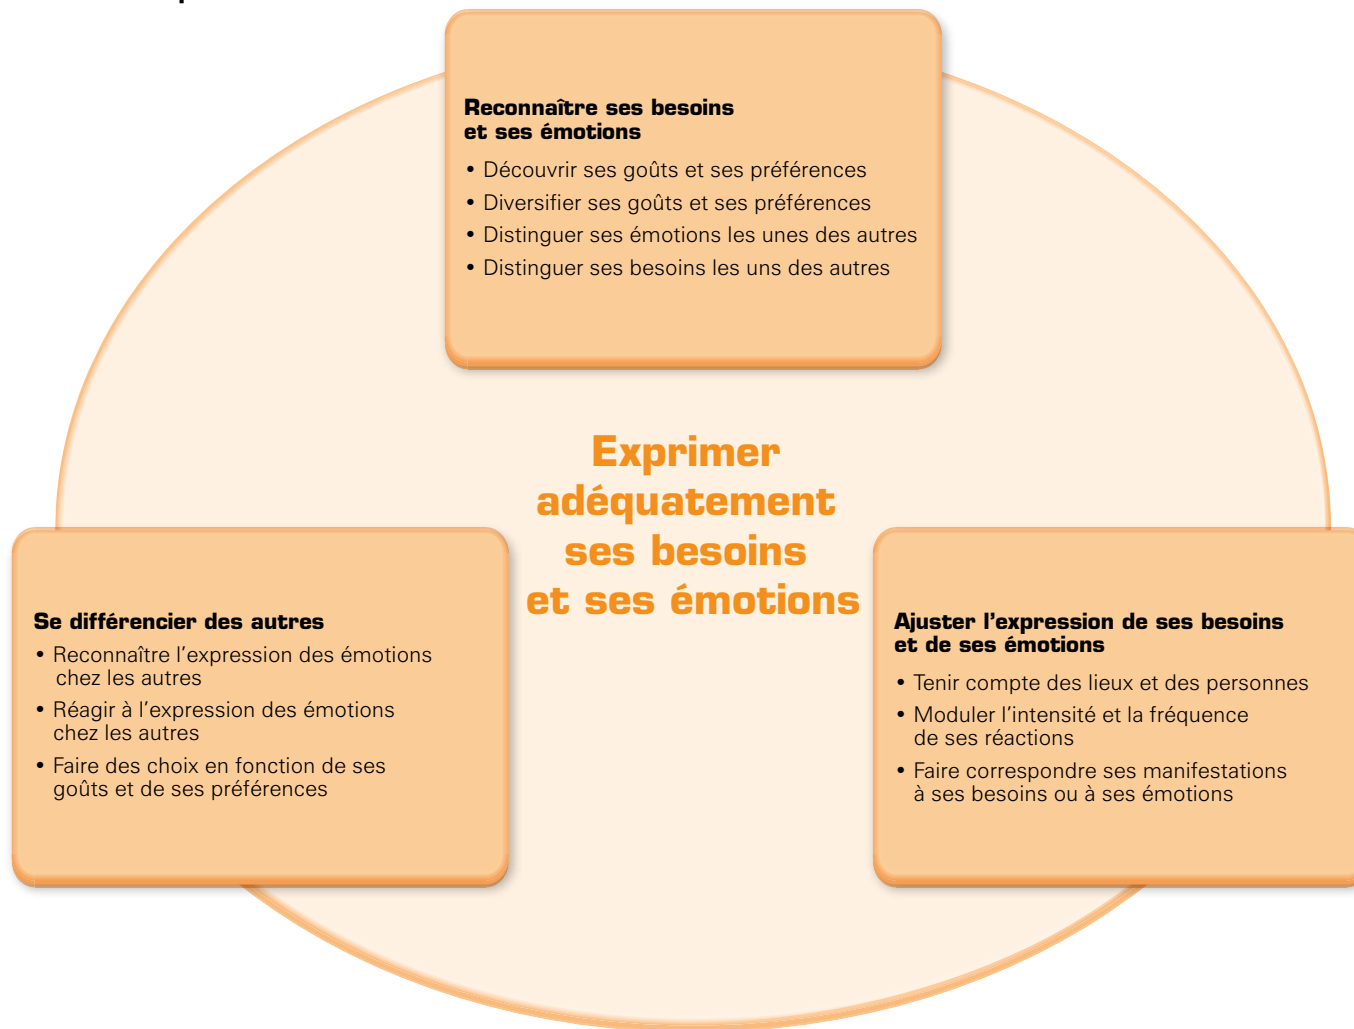 Reconnaître ses besoins
et ses émotions
• Découvrir ses goûts et ses préférences
• Diversifier ses goûts et ses préférences
• Distinguer ses émotions les unes des autres
• Distinguer ses besoins les uns des autres
Exprimer
adéquatement
ses besoins
et ses émotions
Se différencier des autres
• Reconnaître l'expression des émotions
chez les autres
• Réagir à l'expression des émotions
chez les autres
• Faire des choix en fonction de ses
goûts et de ses préférences
Ajuster l'expression de ses besoins
et de ses émotions
• Tenir compte des lieux et des personnes
• Moduler l'intensité et la fréquence
de ses réactions
• Faire correspondre ses manifestations
à ses besoins ou à ses émotions